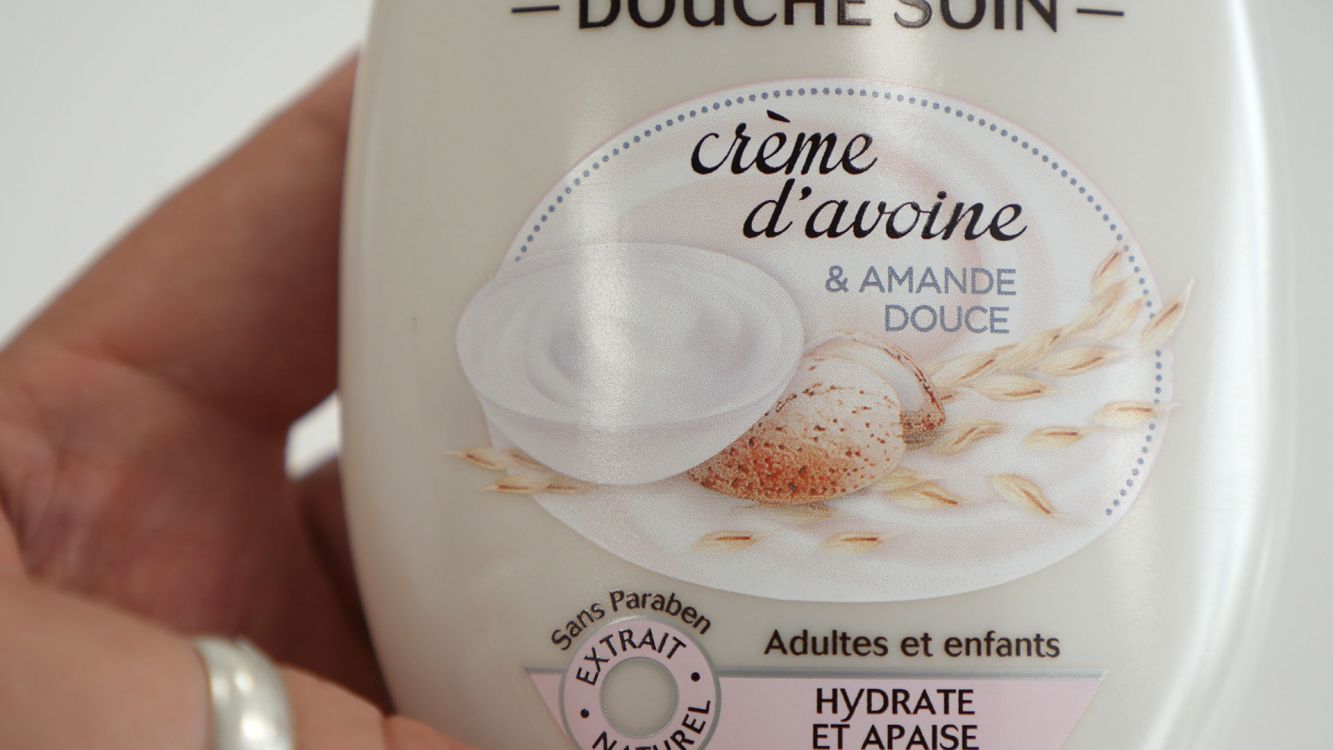 DOUCHE SOIN
crème
d'avoine
& AMANDE
DOUCE
Sans Paraben
EXTRAIT
NATUREL
Adultes et enfants
HYDRATE
ET APAISE